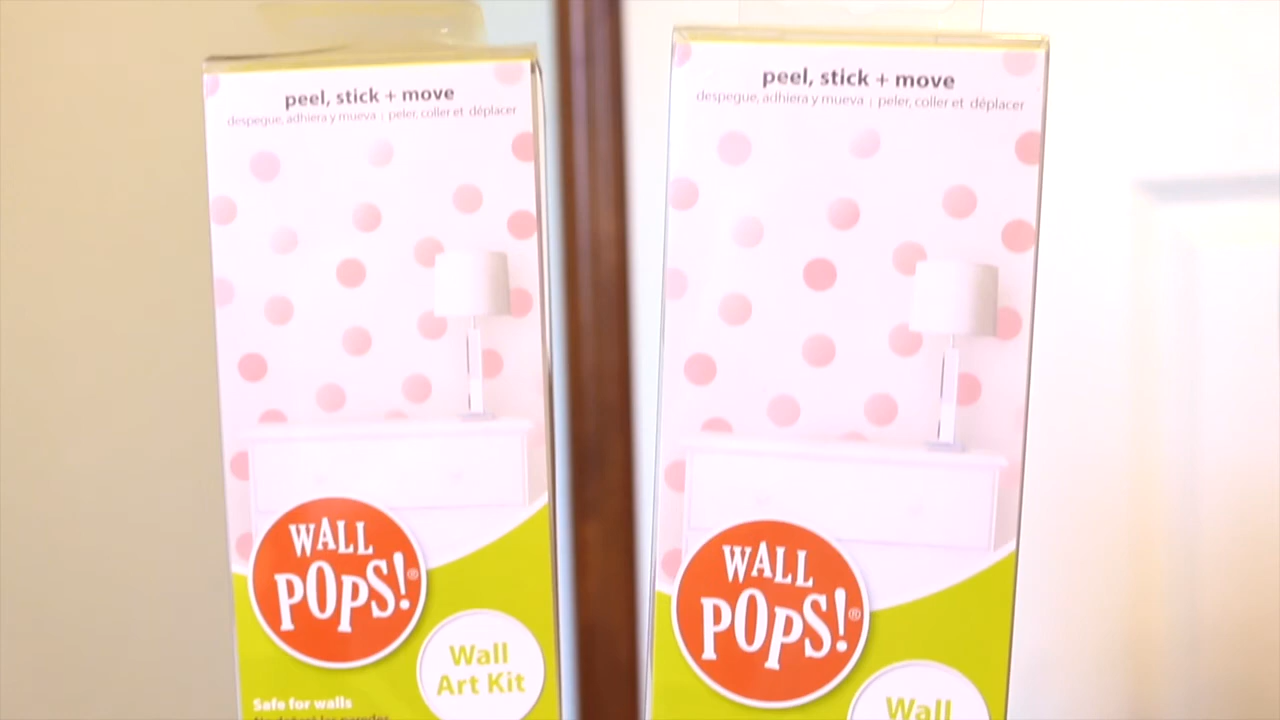 peel, stick + move
despegue, adhiera y mueva | peler, coller et déplacer
WALL
POPS!®
Wall
Art Kit
Safe for walls
peel, stick + move
despegue, adhiera y mueva | peler, coller et déplacer
WALL
POPS!®
Wall